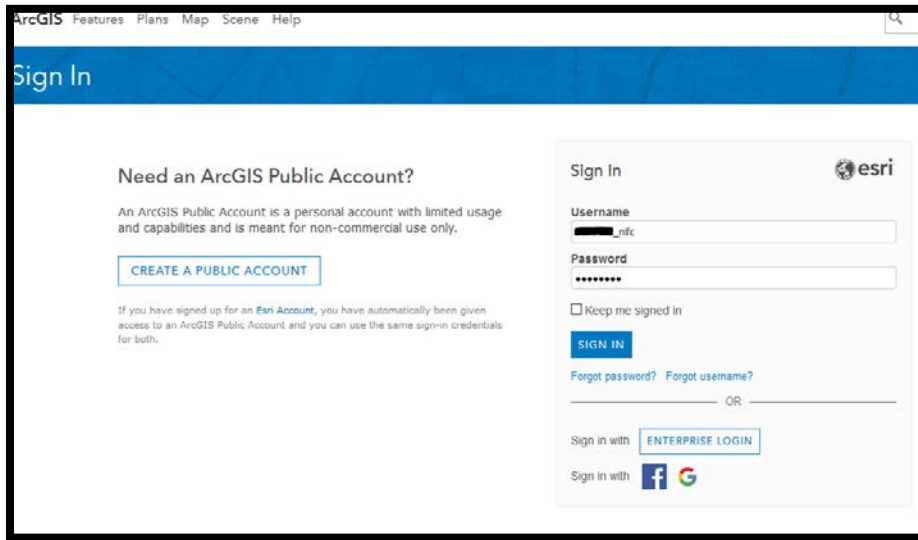 ArcGIS Features Plans Map Scene Help
Sign In
Need an ArcGIS Public Account?
An ArcGIS Public Account is a personal account with limited usage
and capabilities and is meant for non-commercial use only.
CREATE A PUBLIC ACCOUNT
If you have signed up for an Esri Account, you have automatically been given
access to an ArcGIS Public Account and you can use the same sign-in credentials
for both.
Sign In
esri
Username
_nifc
Password
••••••••
Keep me signed in
SIGN IN
Forgot password? Forgot username?
OR
Sign in with ENTERPRISE LOGIN
Sign in with f G